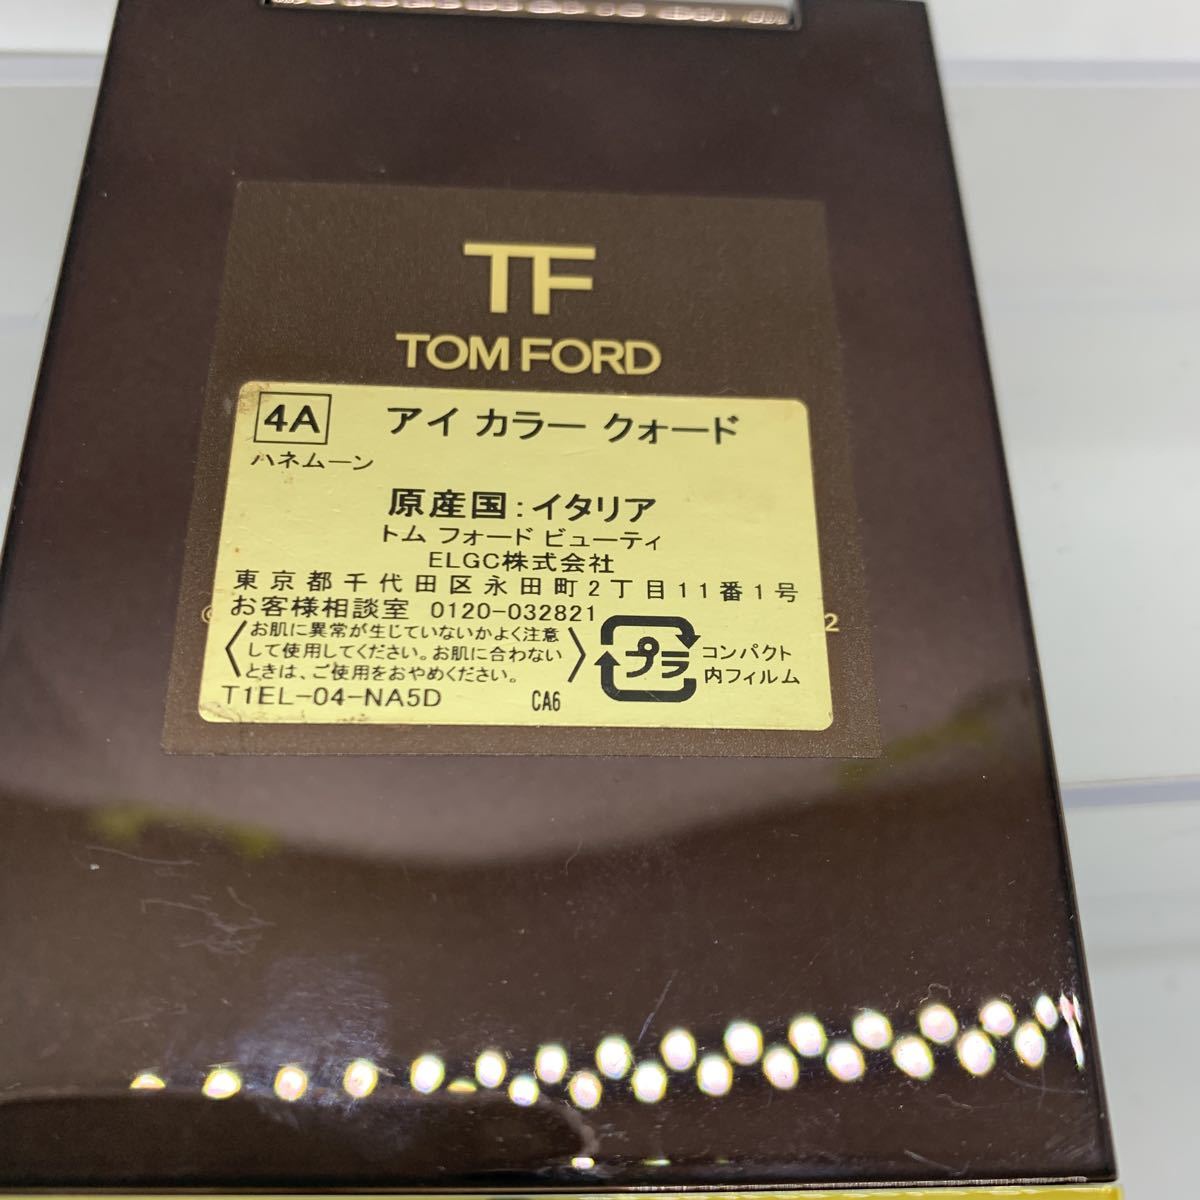 TF
TOM FORD
4A アイ カラー クォード
ハネムーン
原産国：イタリア
トム フォード ビューティ
ELGC株式会社
東京都千代田区永田町2丁目11番1号
お客様相談室 0120-032821
お肌に異常が生じていないかよく注意
して使用してください。お肌に合わない
ときは、ご使用をおやめください。
プラ
コンパクト
内フィルム
T1EL-04-NA5D CA6